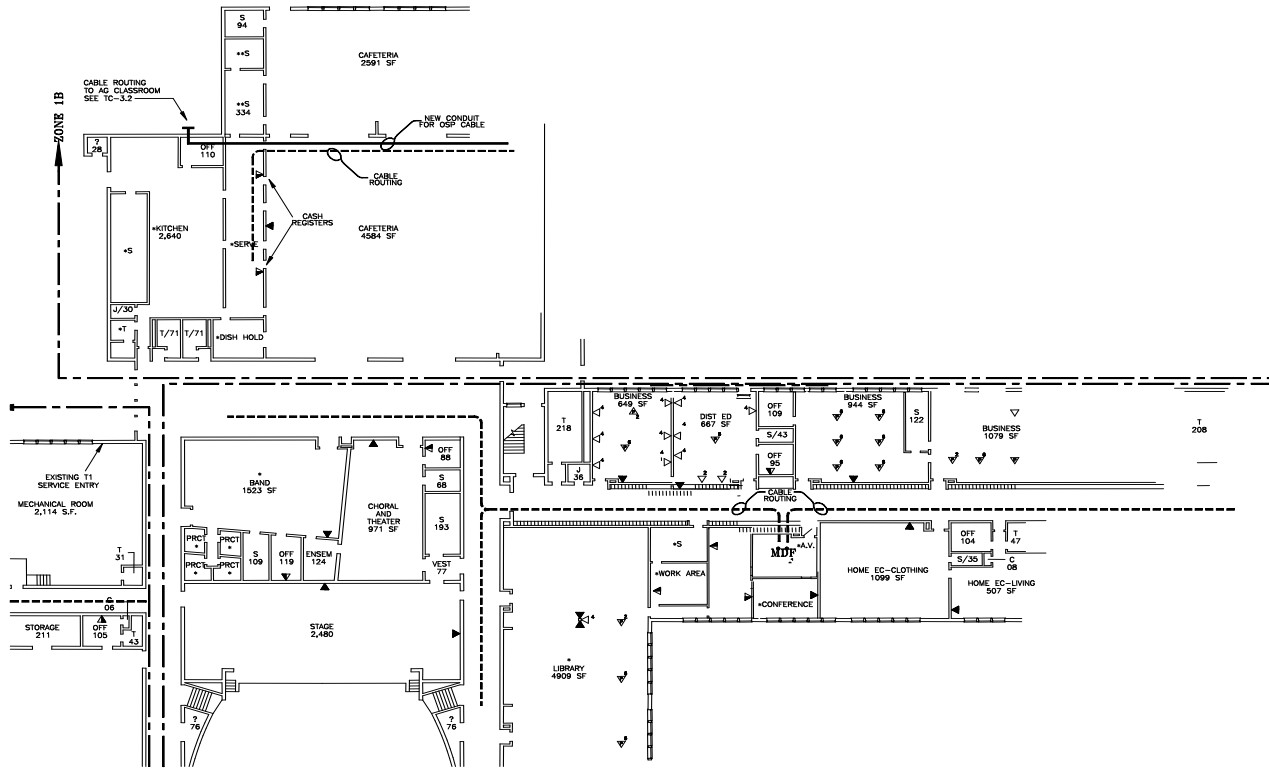 S
94
**S
**S
334
CAFETERIA
2591 SF
CABLE ROUTING
TO AG CLASSROOM
SEE TC-3.2
ZONE 1B
?
28
OFF
110
NEW CONDUIT
FOR OSP CABLE
CABLE
ROUTING
CASH
REGISTERS
*KITCHEN
2,640
*S
*SERVE
CAFETERIA
4584 SF
J/30
*T
T/71
T/71
*DISH HOLD
EXISTING T1
SERVICE ENTRY
MECHANICAL ROOM
2,114 S.F.
T
31
C
06
STORAGE
211
OFF
105
T
43
*
BAND
1523 SF
CHORAL
AND
THEATER
971 SF
OFF
88
S
68
S
193
PRCT
*
PRCT
*
PRCT
*
PRCT
*
S
109
OFF
119
ENSEM
124
VEST
77
STAGE
2,480
?
76
?
76
T
218
J
36
BUSINESS
649 SF
DIST ED
667 SF
OFF
109
S/43
OFF
95
BUSINESS
944 SF
S
122
BUSINESS
1079 SF
T
208
CABLE
ROUTING
*S
*WORK AREA
MDF
*A.V.
*CONFERENCE
HOME EC-CLOTHING
1099 SF
OFF
104
S/35
T
47
C
08
HOME EC-LIVING
507 SF
*
LIBRARY
4909 SF